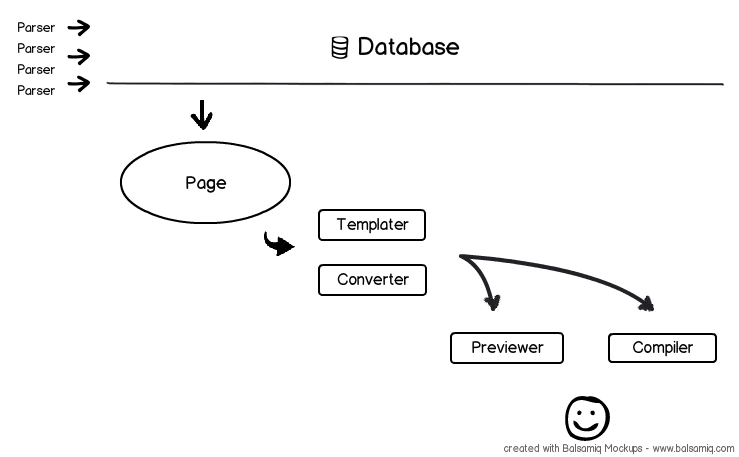 Parser
Parser
Parser
Parser
Database
Page
Templater
Converter
Previewer
Compiler
created with Balsamiq Mockups - www.balsamiq.com